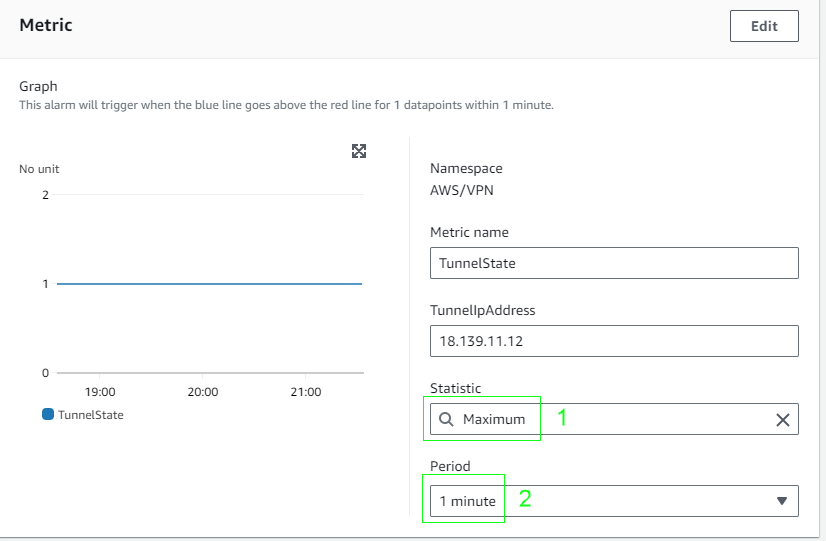 Metric
Edit
Graph
This alarm will trigger when the blue line goes above the red line for 1 datapoints within 1 minute.
No unit
2
1
0
19:00 20:00 21:00
TunnelState
Namespace
AWS/VPN
Metric name
TunnelState
TunnelIpAddress
18.139.11.12
Statistic
Maximum 1
Period
1 minute 2